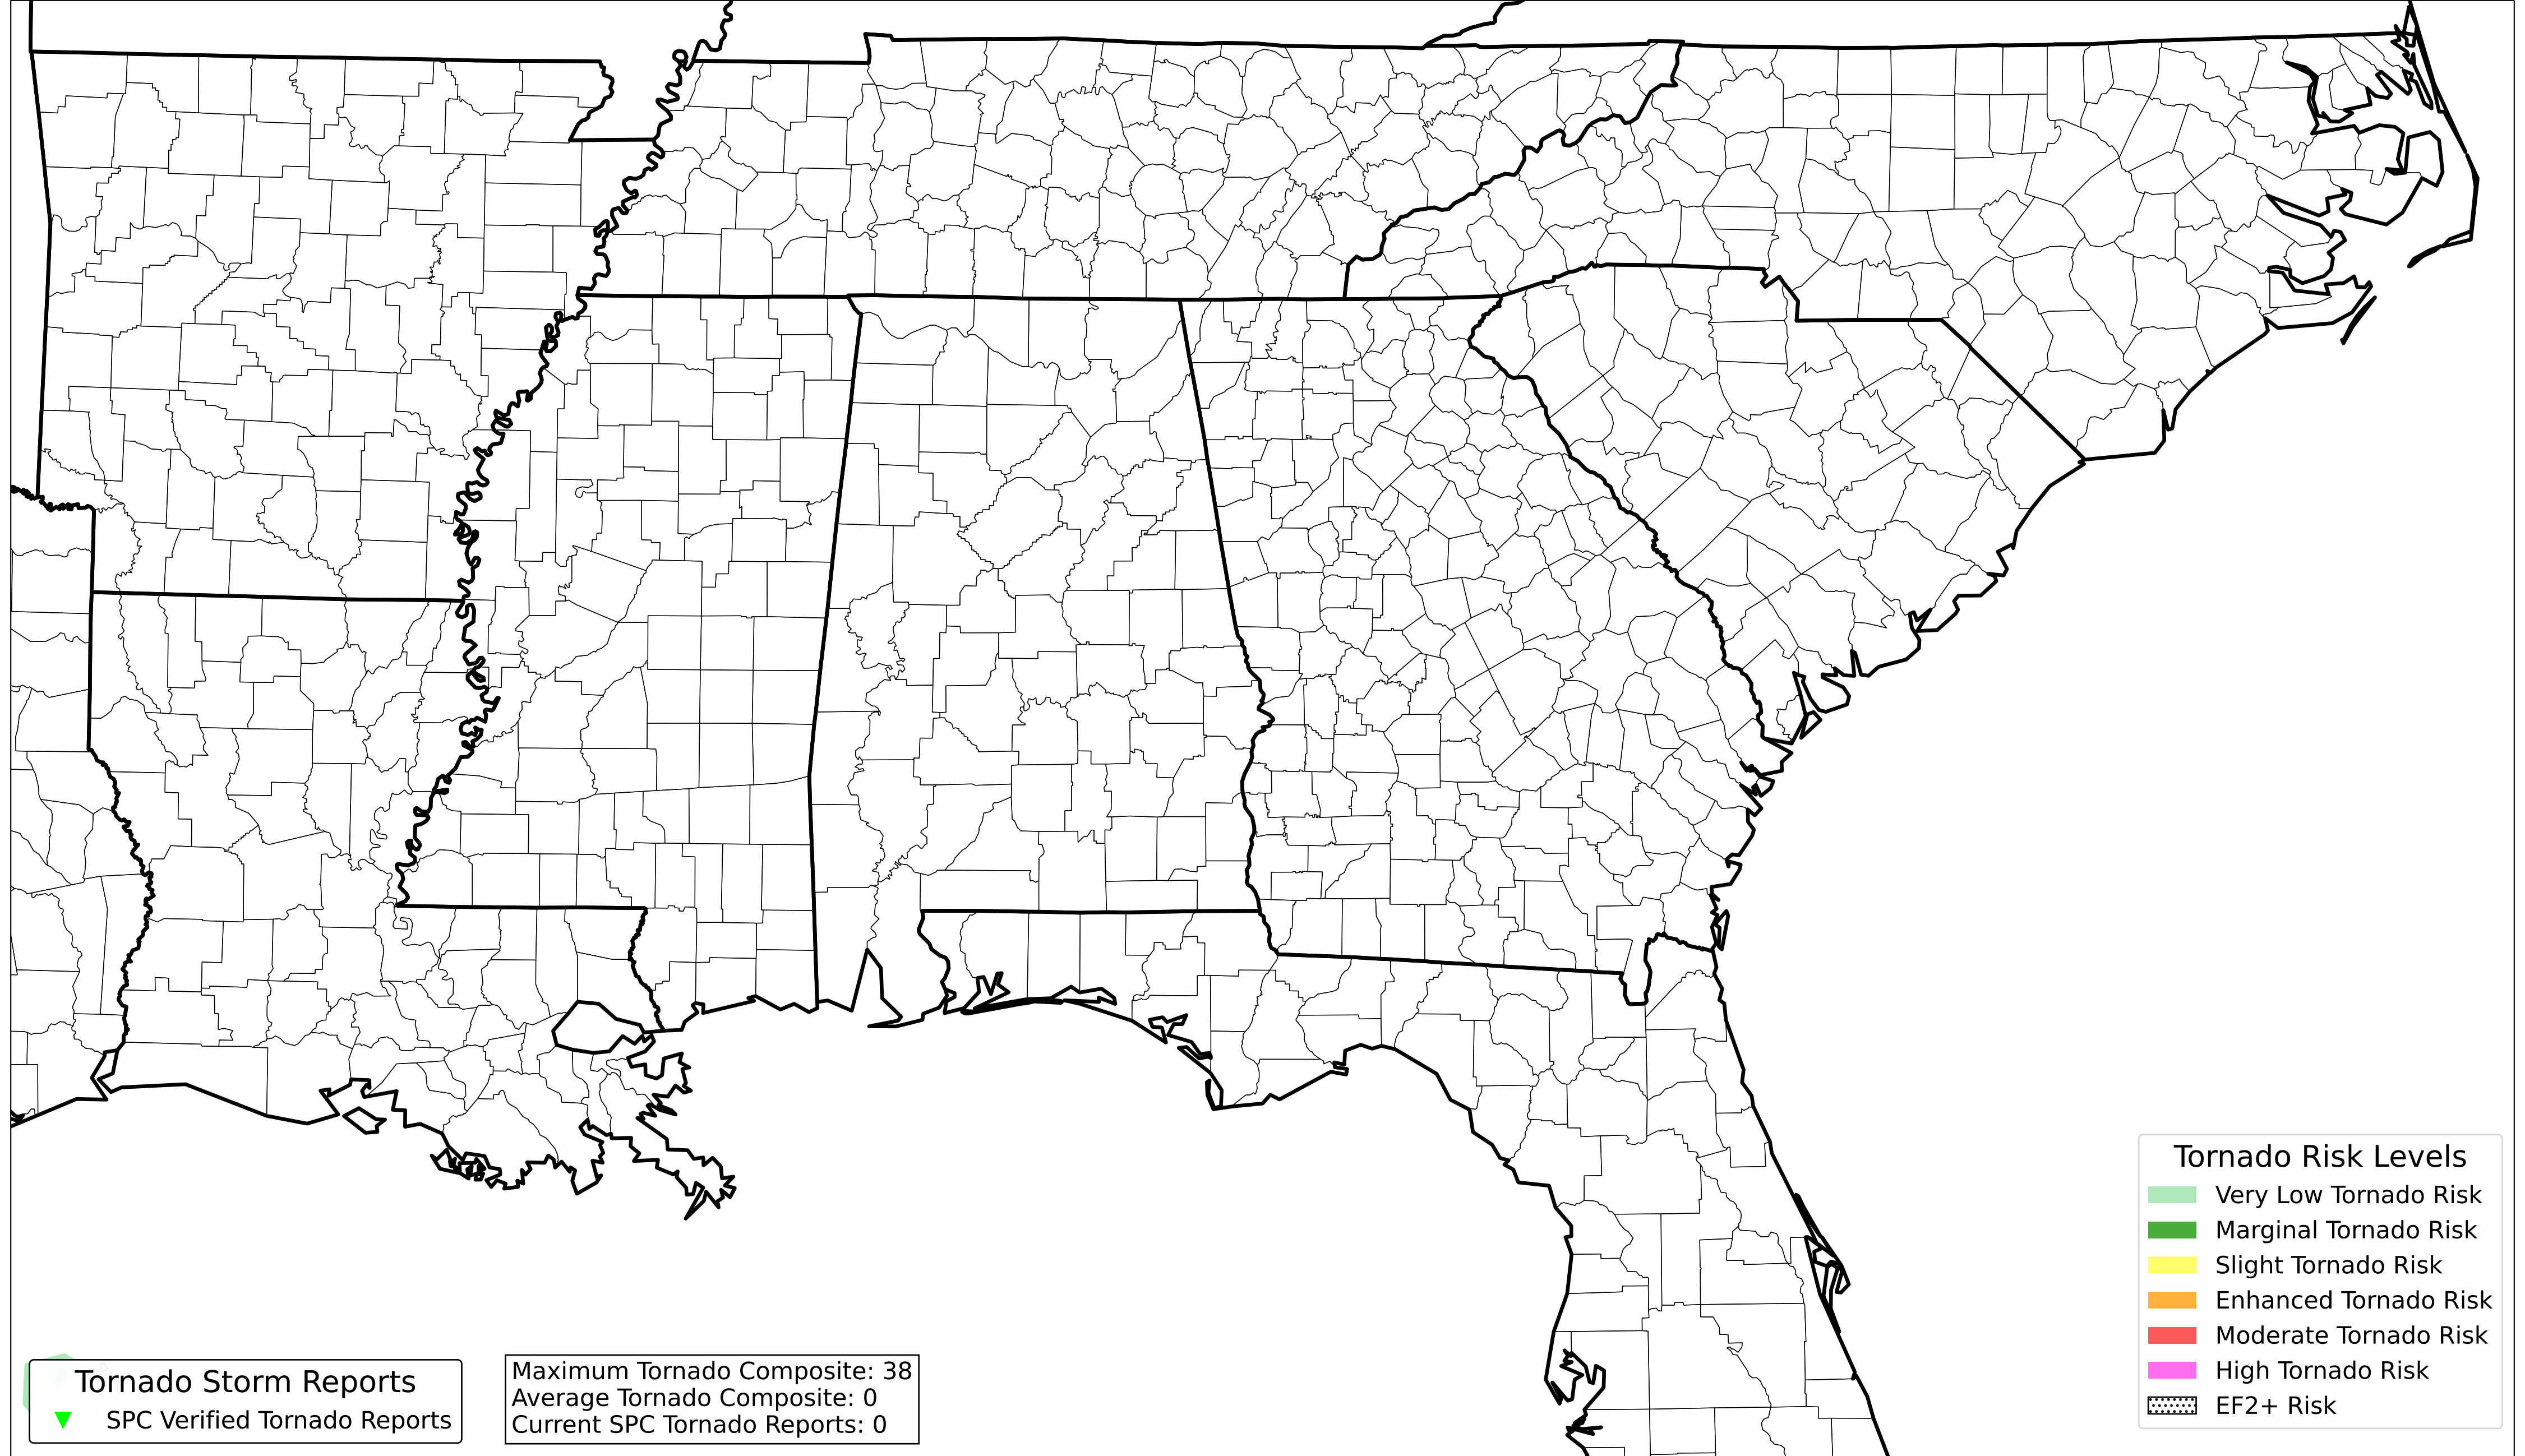 Tornado Storm Reports
SPC Verified Tornado Reports
Maximum Tornado Composite: 38
Average Tornado Composite: 0
Current SPC Tornado Reports: 0
Tornado Risk Levels
Very Low Tornado Risk
Marginal Tornado Risk
Slight Tornado Risk
Enhanced Tornado Risk
Moderate Tornado Risk
High Tornado Risk
EF2+ Risk